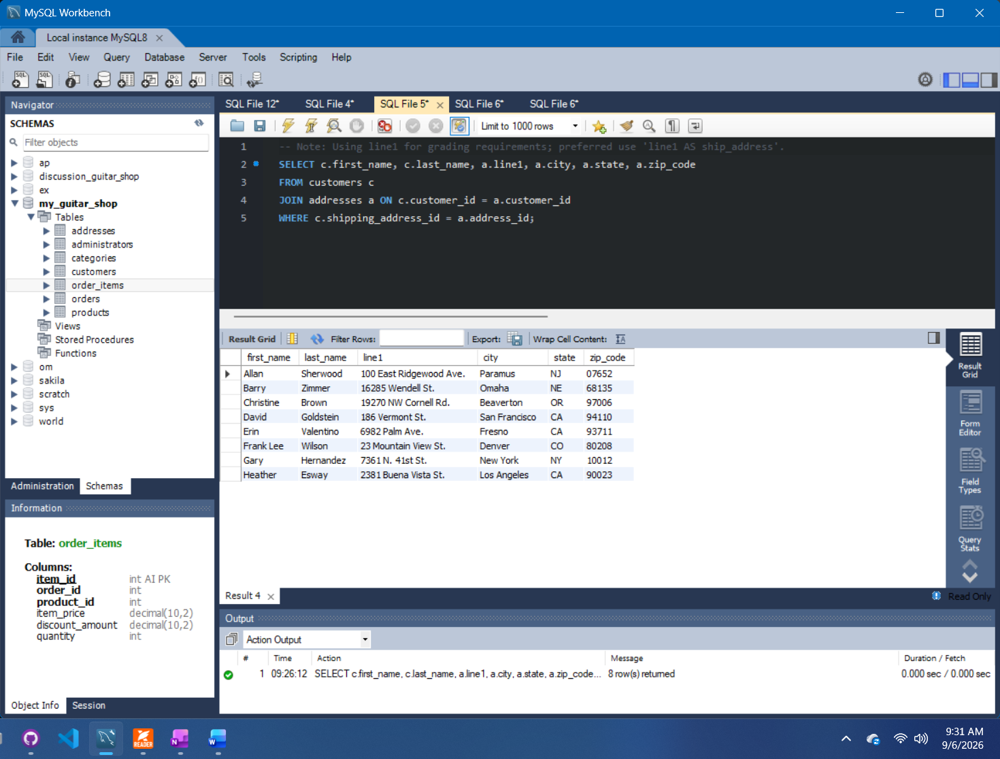 MySQL Workbench
Local instance MySQL8
File Edit View Query Database Server Tools Scripting Help
Navigator
SCHEMAS
Filter objects
ap
discussion_guitar_shop
ex
my_guitar_shop
Tables
addresses
administrators
categories
customers
order_items
orders
products
Views
Stored Procedures
Functions
om
sakila
scratch
sys
world
Administration Schemas
Information
Table: order_items
Columns:
item_id int AI PK
order_id int
product_id int
item_price decimal(10,2)
discount_amount decimal(10,2)
quantity int
Object Info Session
SQL File 12* SQL File 4* SQL File 5* SQL File 6* SQL File 6*
Limit to 1000 rows
1 -- Note: Using line1 for grading requirements; preferred use 'line1 AS ship_address'.
2 SELECT c.first_name, c.last_name, a.line1, a.city, a.state, a.zip_code
3 FROM customers c
4 JOIN addresses a ON c.customer_id = a.customer_id
5 WHERE c.shipping_address_id = a.address_id;
Result Grid Filter Rows: Export: Wrap Cell Content:
first_name last_name line1 city state zip_code
Allan Sherwood 100 East Ridgewood Ave. Paramus NJ 07652
Barry Zimmer 16285 Wendell St. Omaha NE 68135
Christine Brown 19270 NW Cornell Rd. Beaverton OR 97006
David Goldstein 186 Vermont St. San Francisco CA 94110
Erin Valentino 6982 Palm Ave. Fresno CA 93711
Frank Lee Wilson 23 Mountain View St. Denver CO 80208
Gary Hernandez 7361 N. 41st St. New York NY 10012
Heather Esway 2381 Buena Vista St. Los Angeles CA 90023
Result
Grid
Form
Editor
Field
Types
Query
Stats
Result 4
Read Only
Output
Action Output
# Time Action Message Duration / Fetch
1 09:26:12 SELECT c.first_name, c.last_name, a.line1, a.city, a.state, a.zip_code... 8 row(s) returned 0.000 sec / 0.000 sec
READER
N
W
9:31 AM
9/6/2026